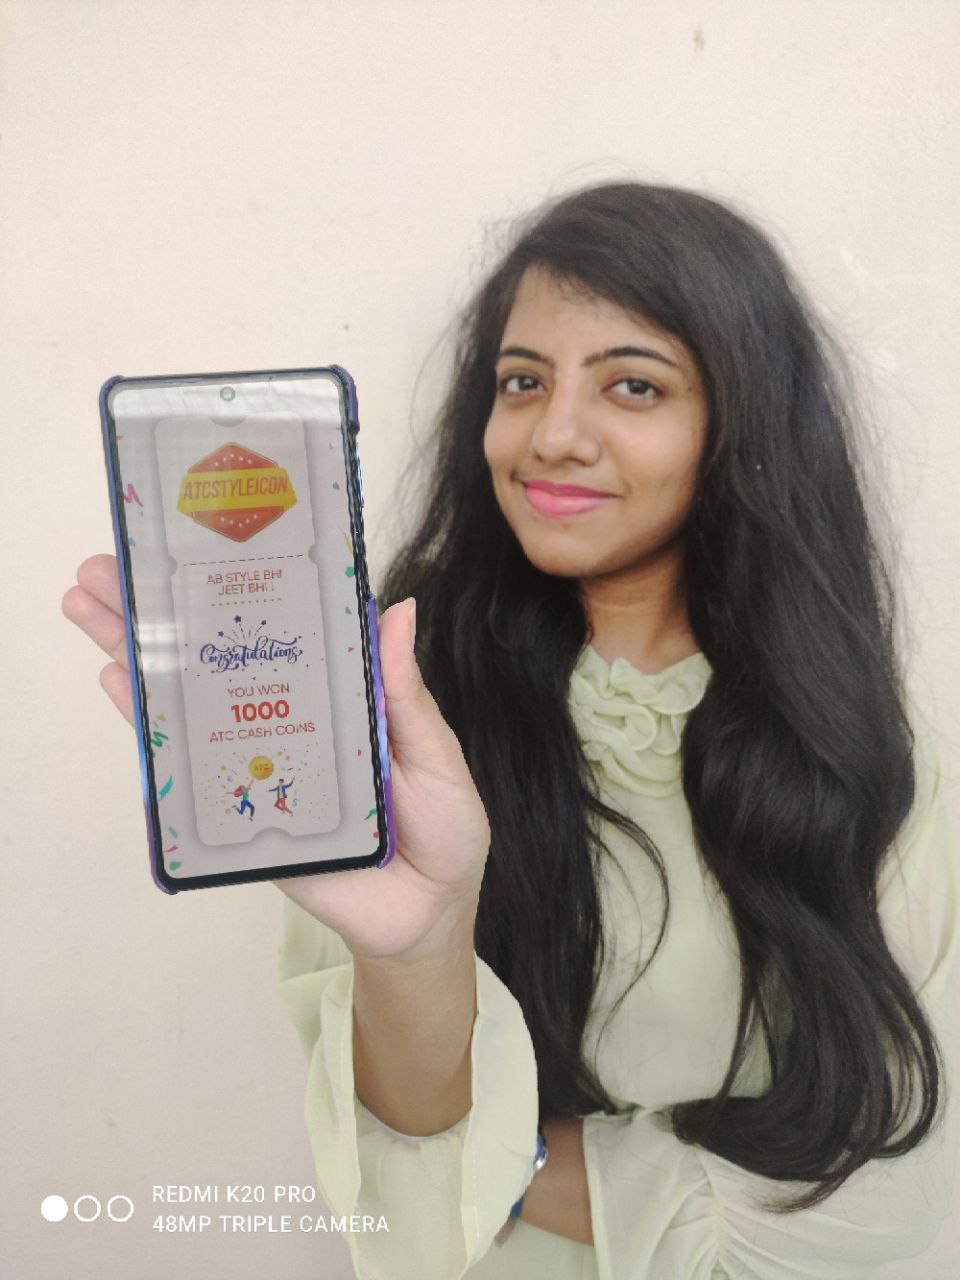 ATCSTYLEICON
AB STYLE BHI
JEET BHI !
Congratulations
YOU WON
1000
ATC CASH COINS
ATC
REDMI K20 PRO
48MP TRIPLE CAMERA